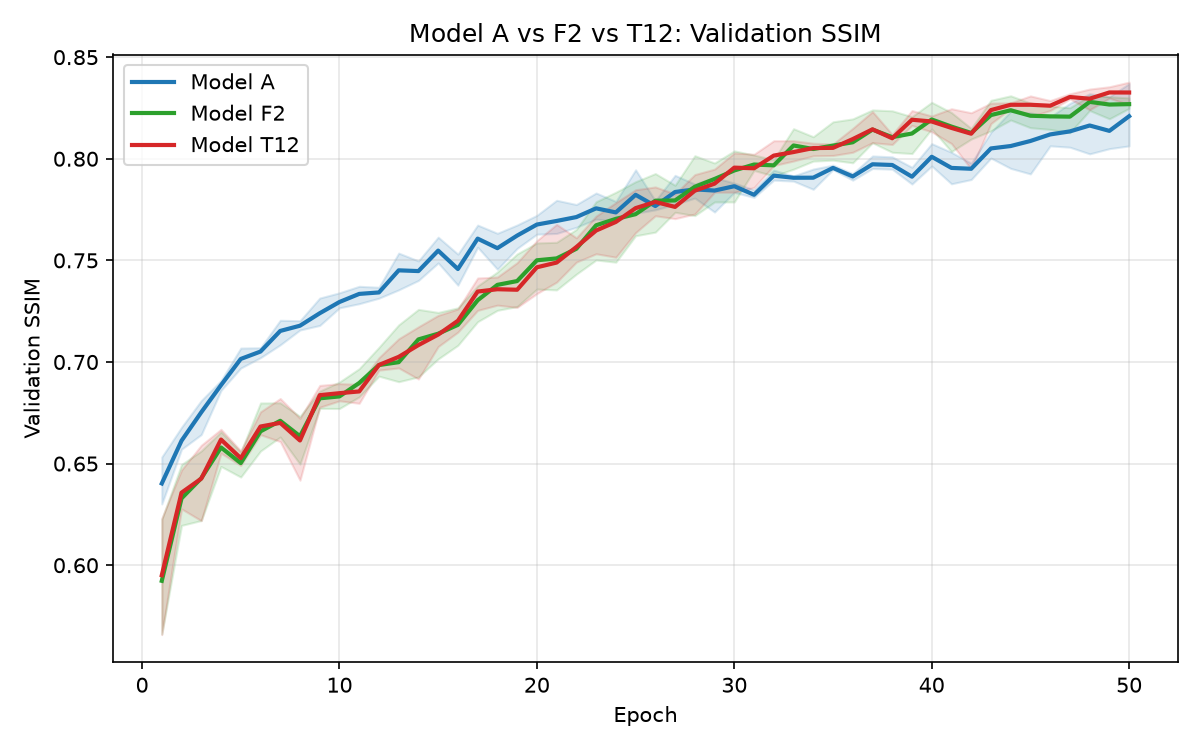 Model A vs F2 vs T12: Validation SSIM
Model A
Model F2
Model T12
Validation SSIM
0.85
0.80
0.75
0.70
0.65
0.60
0 10 20 30 40 50
Epoch